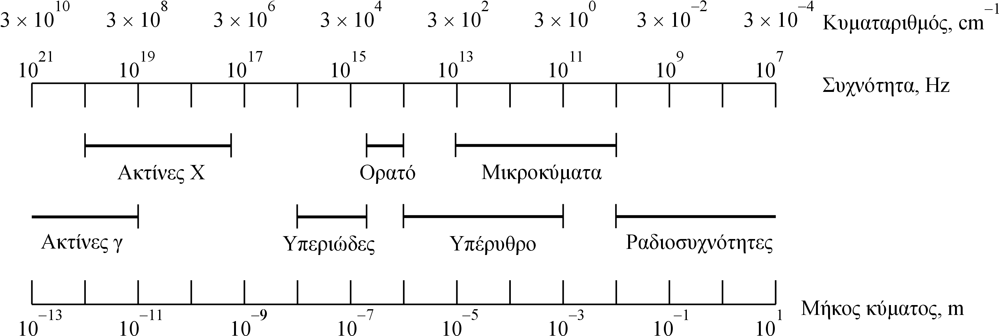 3 × 10^10 3 × 10^8 3 × 10^6 3 × 10^4 3 × 10^2 3 × 10^0 3 × 10^−2 3 × 10^−4 Κυματαριθμός, cm^−1
10^21 10^19 10^17 10^15 10^13 10^11 10^9 10^7 Συχνότητα, Hz
Ακτίνες Χ Ορατό Μικροκύματα
Ακτίνες γ Υπεριώδες Υπέρυθρο Ραδιοσυχνότητες
10^−13 10^−11 10^−9 10^−7 10^−5 10^−3 10^−1 10^1 Μήκος κύματος, m